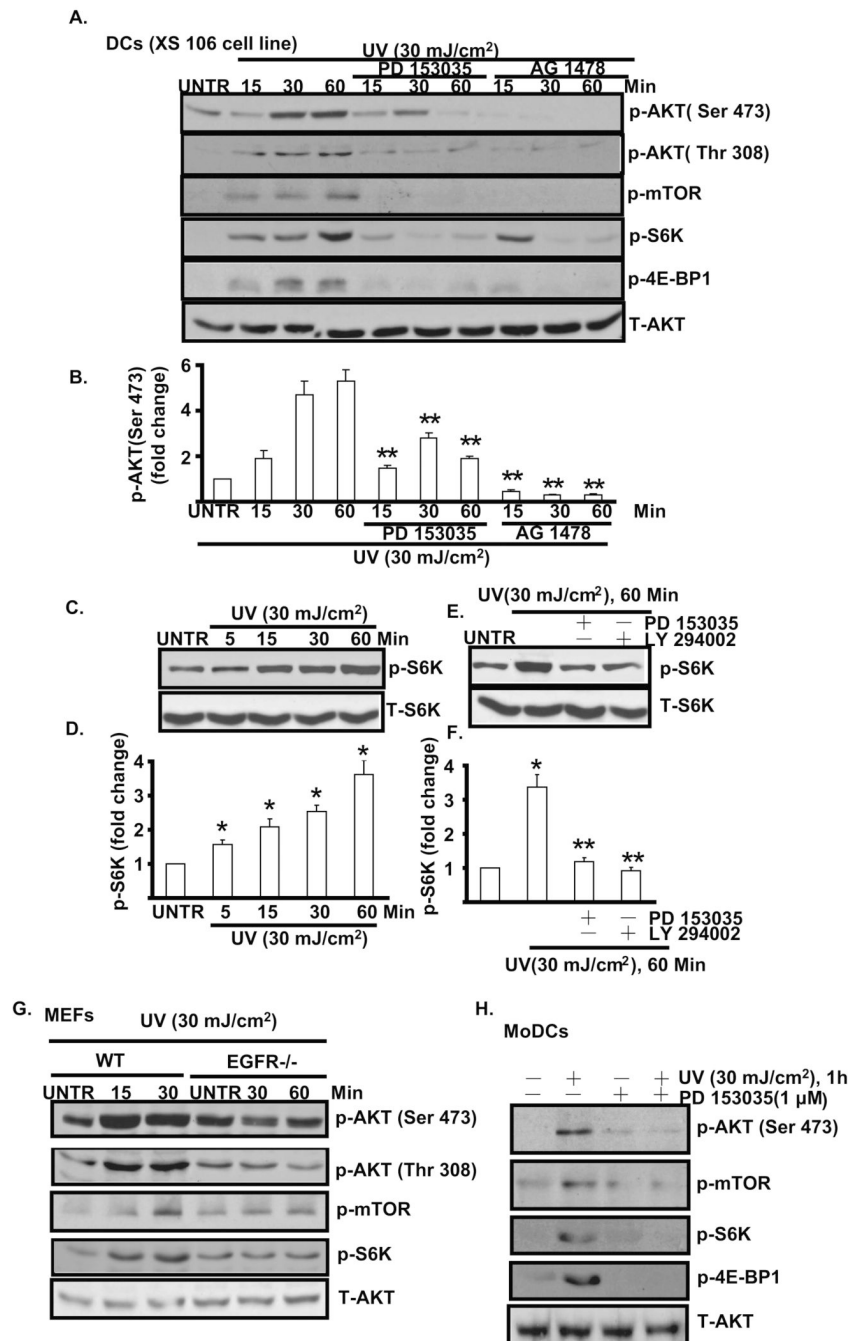 A.
DCs (XS 106 cell line)
UV (30 mJ/cm²)
PD 153035 AG 1478
UNTR 15 30 60 15 30 60 15 30 60 Min
p-AKT( Ser 473)
p-AKT( Thr 308)
p-mTOR
p-S6K
p-4E-BP1
T-AKT
B.
p-AKT(Ser 473)
(fold change)
6
4
2
** ** ** ** ** **
UNTR 15 30 60 15 30 60 15 30 60 Min
PD 153035 AG 1478
UV (30 mJ/cm²)
C.
UV (30 mJ/cm²)
UNTR 5 15 30 60 Min
p-S6K
T-S6K
D.
p-S6K (fold change)
4
3
2
1
* * * *
UNTR 5 15 30 60 Min
UV (30 mJ/cm²)
E.
UV(30 mJ/cm²), 60 Min
+ − PD 153035
UNTR − + LY 294002
p-S6K
T-S6K
F.
p-S6K (fold change)
4
3
2
1
* ** **
+ − PD 153035
− + LY 294002
UV(30 mJ/cm²), 60 Min
G. MEFs
UV (30 mJ/cm²)
WT EGFR-/-
UNTR 15 30 UNTR 30 60 Min
p-AKT (Ser 473)
p-AKT (Thr 308)
p-mTOR
p-S6K
T-AKT
H.
MoDCs
− + − + UV (30 mJ/cm²), 1h
− − + + PD 153035(1 µM)
p-AKT (Ser 473)
p-mTOR
p-S6K
p-4E-BP1
T-AKT